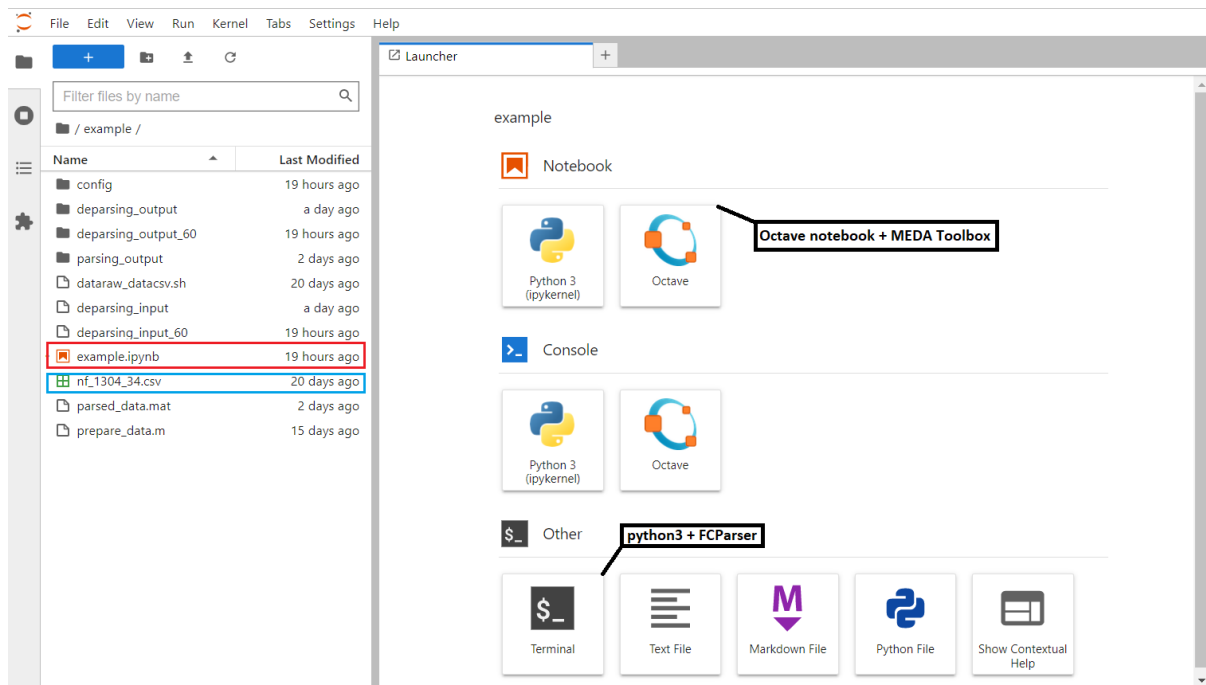 File Edit View Run Kernel Tabs Settings Help
+
Filter files by name
/ example /
Name Last Modified
config 19 hours ago
deparsing_output a day ago
deparsing_output_60 19 hours ago
parsing_output 2 days ago
dataraw_datacsv.sh 20 days ago
deparsing_input a day ago
deparsing_input_60 19 hours ago
example.ipynb 19 hours ago
nf_1304_34.csv 20 days ago
parsed_data.mat 2 days ago
prepare_data.m 15 days ago
Launcher +
example
Notebook
Python 3
(ipykernel)
Octave
Octave notebook + MEDA Toolbox
Console
Python 3
(ipykernel)
Octave
$_ Other
python3 + FCParser
$_
Terminal
Text File
M
Markdown File
Python File
Show Contextual
Help